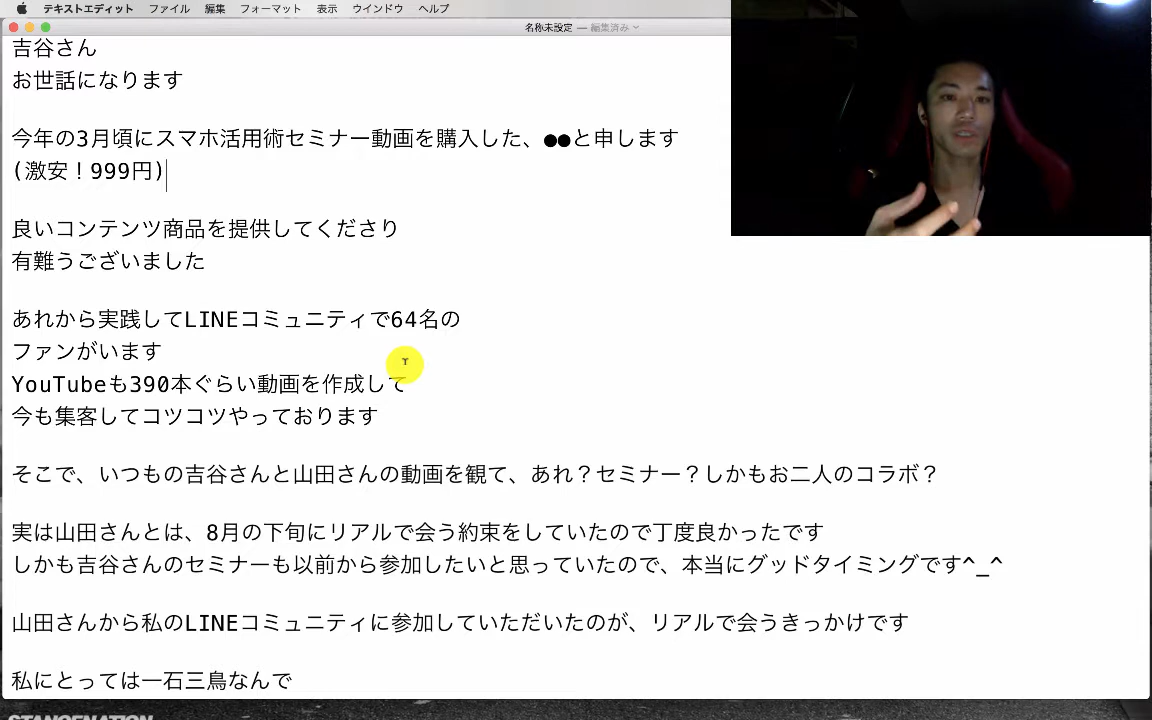 テキストエディット ファイル 編集 フォーマット 表示 ウインドウ ヘルプ
名称未設定 — 編集済み
吉谷さん
お世話になります
今年の3月頃にスマホ活用術セミナー動画を購入した、●●と申します
(激安！999円)
良いコンテンツ商品を提供してくださり
有難うございました
あれから実践してLINEコミュニティで64名の
ファンがいます
YouTubeも390本ぐらい動画を作成して
今も集客してコツコツやっております
そこで、いつもの吉谷さんと山田さんの動画を観て、あれ？セミナー？しかもお二人のコラボ？
実は山田さんとは、8月の下旬にリアルで会う約束をしていたので丁度良かったです
しかも吉谷さんのセミナーも以前から参加したいと思っていたので、本当にグッドタイミングです^_^
山田さんから私のLINEコミュニティに参加していただいたのが、リアルで会うきっかけです
私にとっては一石三鳥なんで
STANCENATION